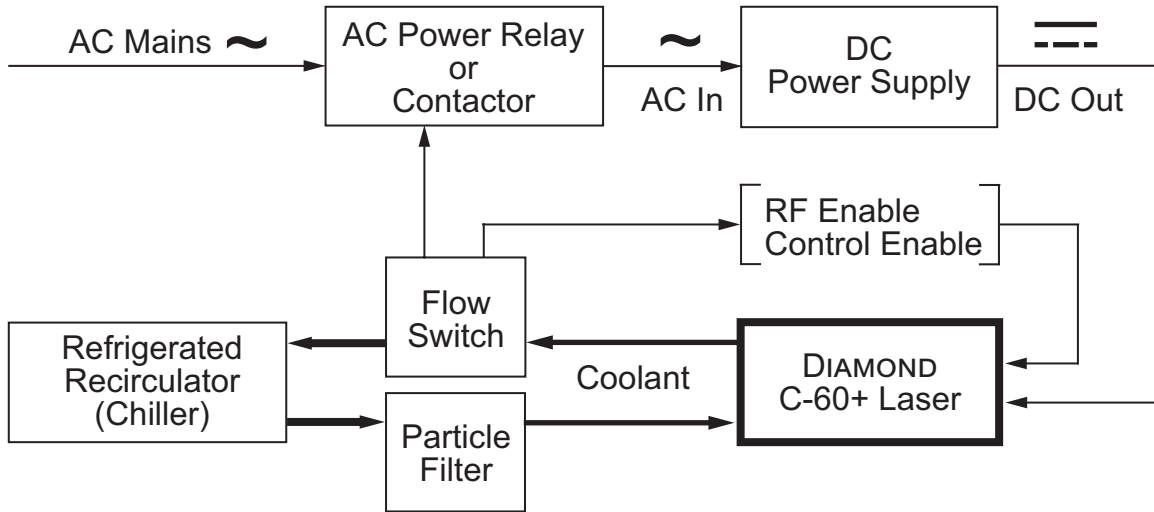 AC Mains ~
AC Power Relay
or
Contactor
~
AC In
DC
Power Supply
DC Out
RF Enable
Control Enable
Flow
Switch
Refrigerated
Recirculator
(Chiller)
Coolant
DIAMOND
C-60+ Laser
Particle
Filter